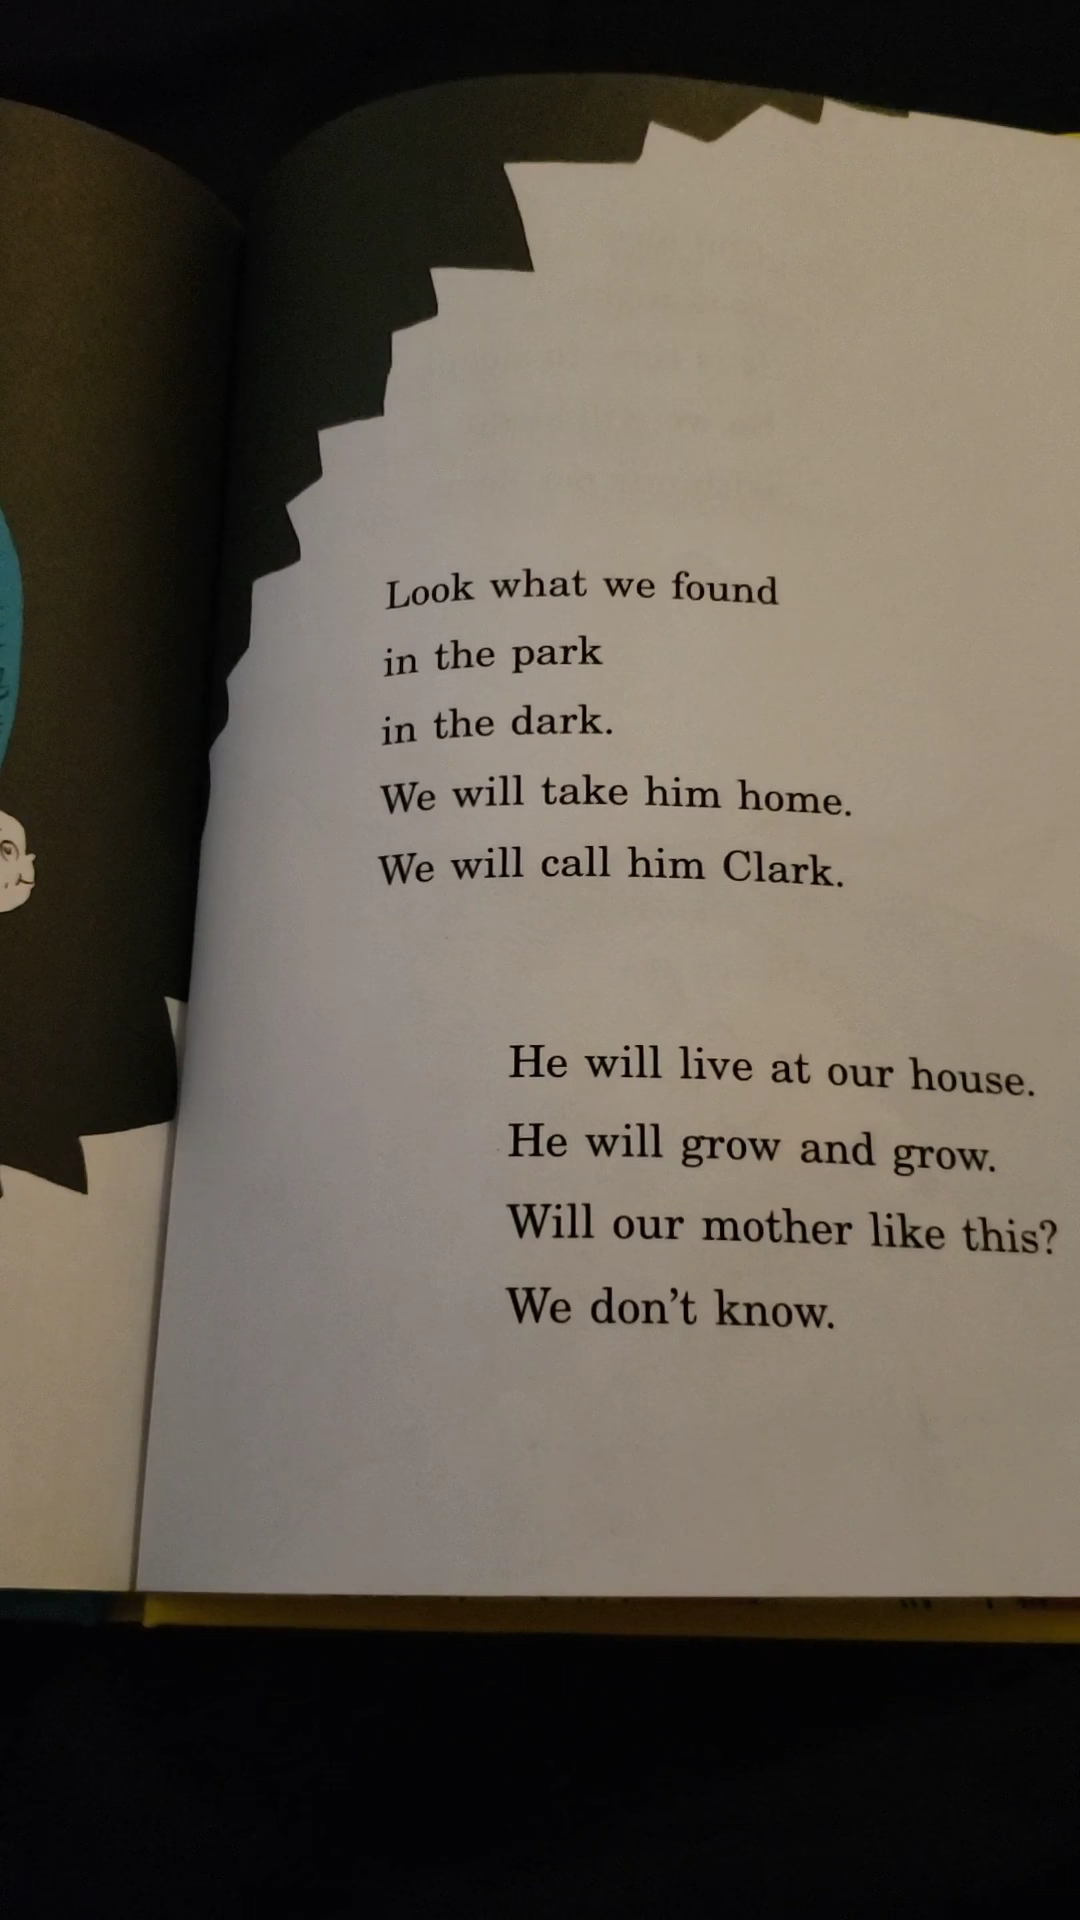 Look what we found
in the park
in the dark.
We will take him home.
We will call him Clark.
He will live at our house.
He will grow and grow.
Will our mother like this?
We don't know.